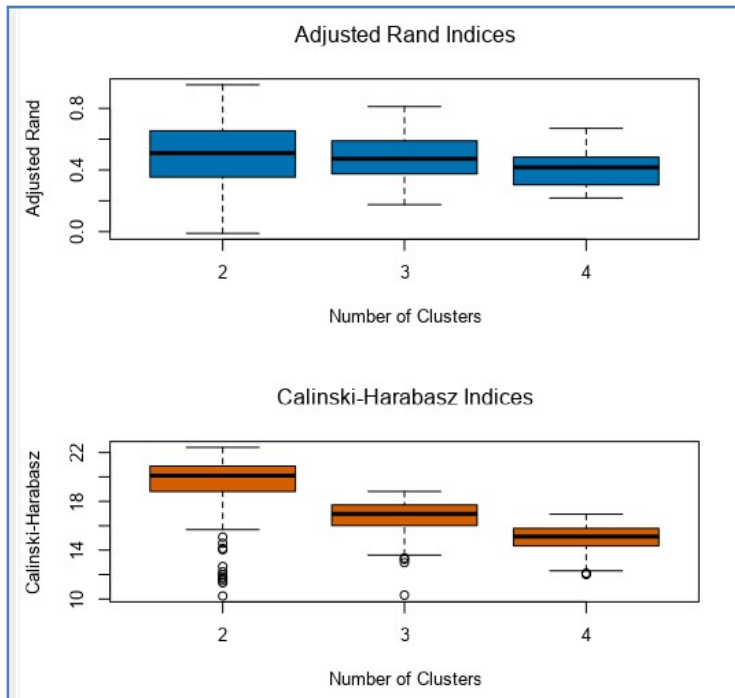 Adjusted Rand Indices
Adjusted Rand
0.8
0.4
0.0
2 3 4
Number of Clusters
Calinski-Harabasz Indices
Calinski-Harabasz
22
18
14
10
2 3 4
Number of Clusters